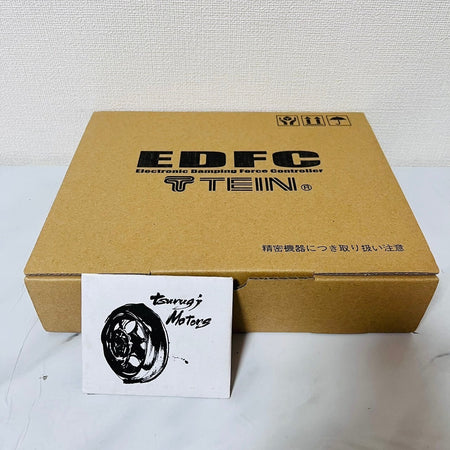 EDFC
Electronic Damping Force Controller
TEIN®
精密機器につき取り扱い注意
tsurugi
Motors